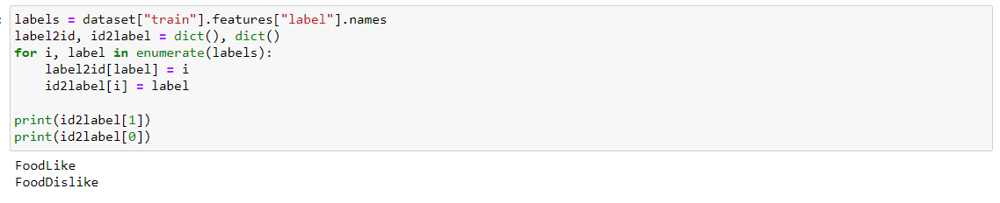 labels = dataset["train"].features["label"].names
label2id, id2label = dict(), dict()
for i, label in enumerate(labels):
    label2id[label] = i
    id2label[i] = label

print(id2label[1])
print(id2label[0])
FoodLike
FoodDislike